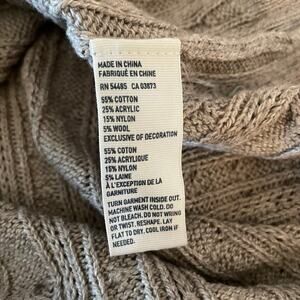 MADE IN CHINA
FABRIQUÉ EN CHINE
RN 54485 CA 03873
55% COTTON
25% ACRYLIC
15% NYLON
5% WOOL
EXCLUSIVE OF DECORATION
55% COTON
25% ACRYLIQUE
15% NYLON
5% LAINE
À L'EXCEPTION DE LA
GARNITURE
TURN GARMENT INSIDE OUT.
MACHINE WASH COLD. DO
NOT BLEACH. DO NOT WRING
OR TWIST. RESHAPE. LAY
FLAT TO DRY. COOL IRON IF
NEEDED.